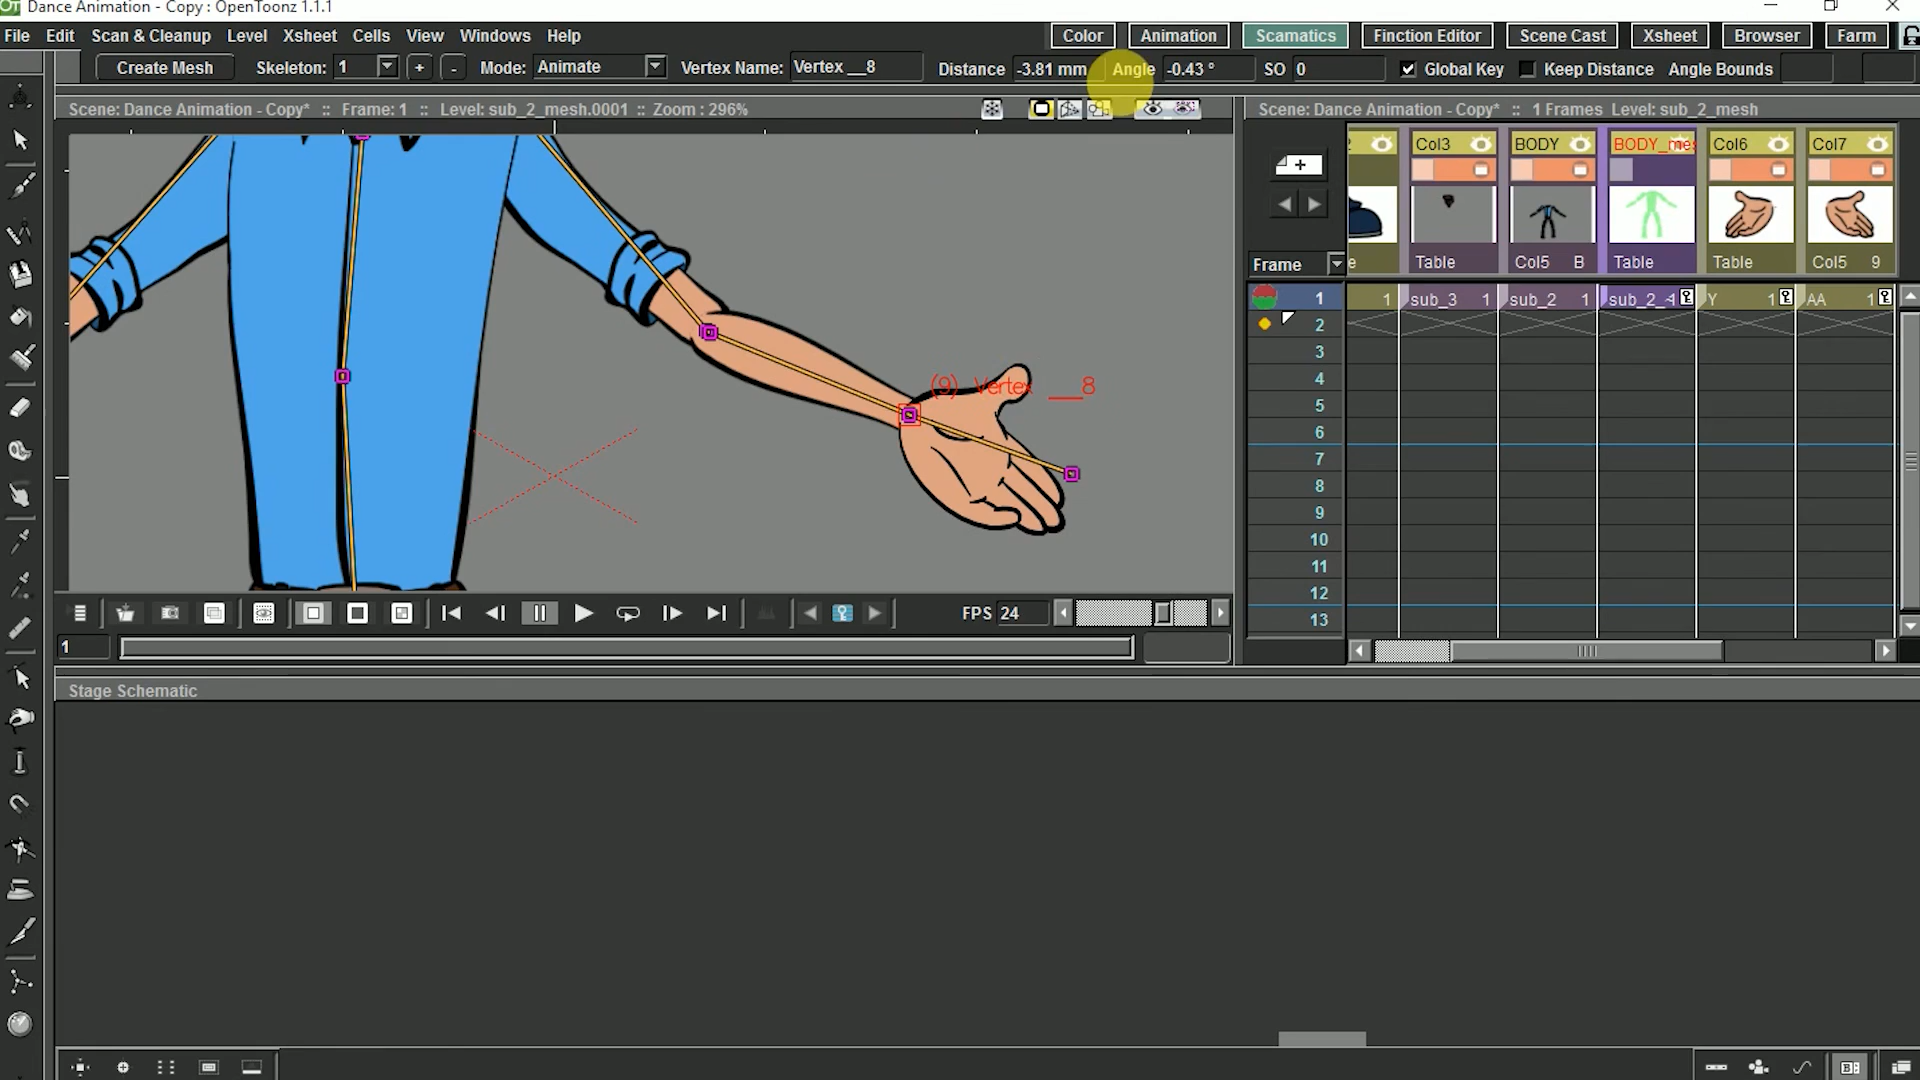 Dance Animation - Copy : OpenToonz 1.1.1
File Edit Scan & Cleanup Level Xsheet Cells View Windows Help
Color Animation Scamatics Finction Editor Scene Cast Xsheet Browser Farm
Create Mesh Skeleton: 1 + - Mode: Animate Vertex Name: Vertex __8 Distance -3.81 mm Angle -0.43 ° SO 0 Global Key Keep Distance Angle Bounds
Scene: Dance Animation - Copy* :: Frame: 1 :: Level: sub_2_mesh.0001 :: Zoom : 296%
Scene: Dance Animation - Copy* :: 1 Frames Level: sub_2_mesh
2 Col3 BODY BODY_mes Col6 Col7
e Table Col5 B Table Table Col5 9
Frame
1 1 sub_3 1 sub_2 1 sub_2_ 1 Y 1 AA 1
2
3
4
5
6
7
8
9
10
11
12
13
(9) Vertex __8
FPS 24
1
Stage Schematic